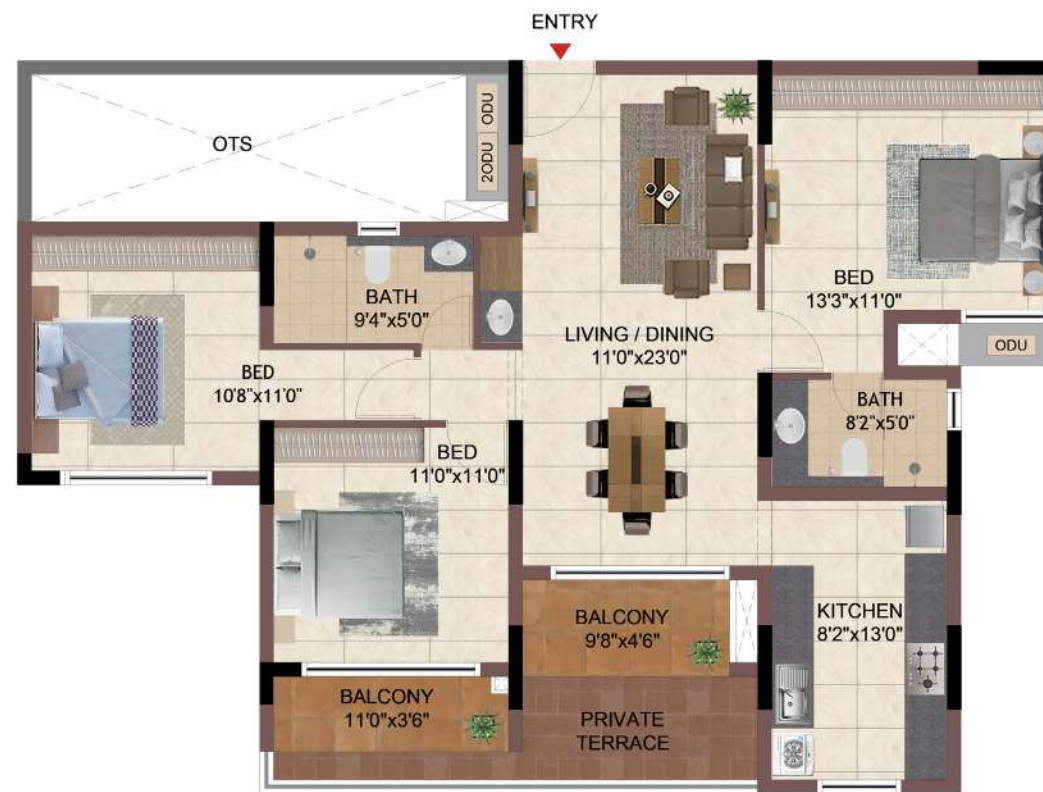 ENTRY
OTS
ODU
2ODU
BATH
9'4"x5'0"
BED
13'3"x11'0"
LIVING / DINING
11'0"x23'0"
ODU
BED
10'8"x11'0"
BATH
8'2"x5'0"
BED
11'0"x11'0"
BALCONY
9'8"x4'6"
KITCHEN
8'2"x13'0"
BALCONY
11'0"x3'6"
PRIVATE
TERRACE